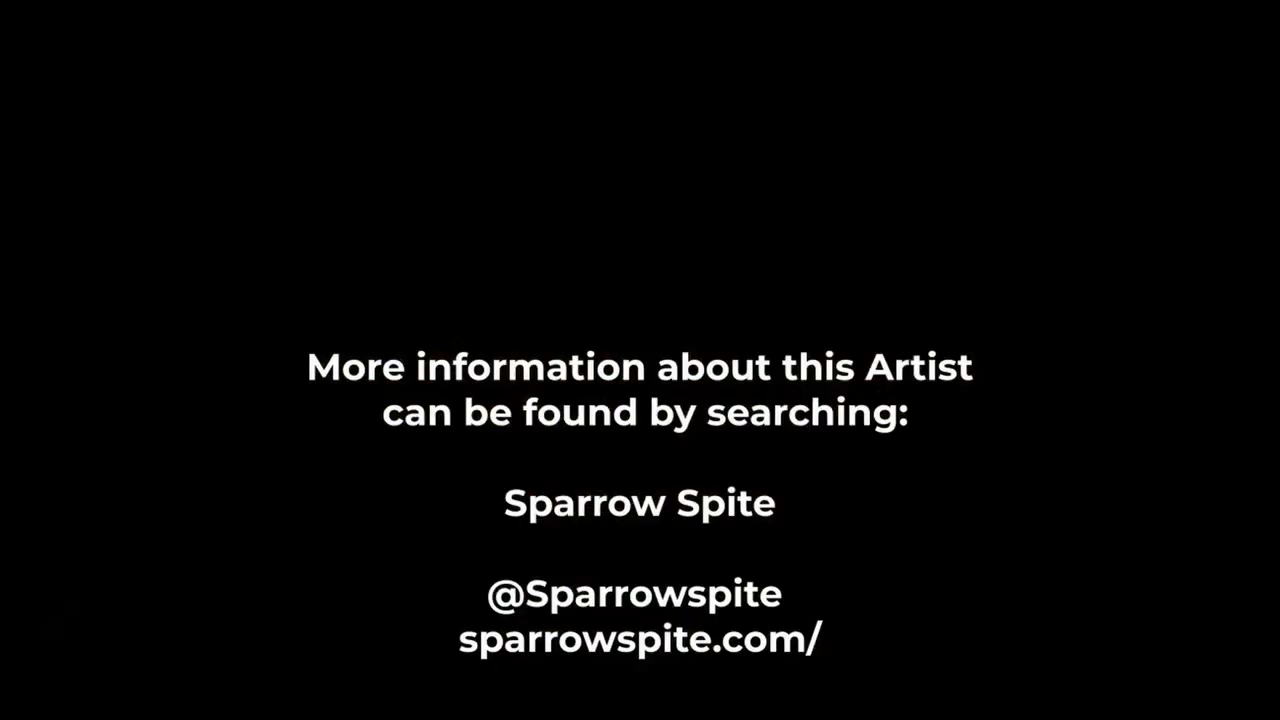 More information about this Artist
can be found by searching:
Sparrow Spite
@Sparrowspite
sparrowspite.com/